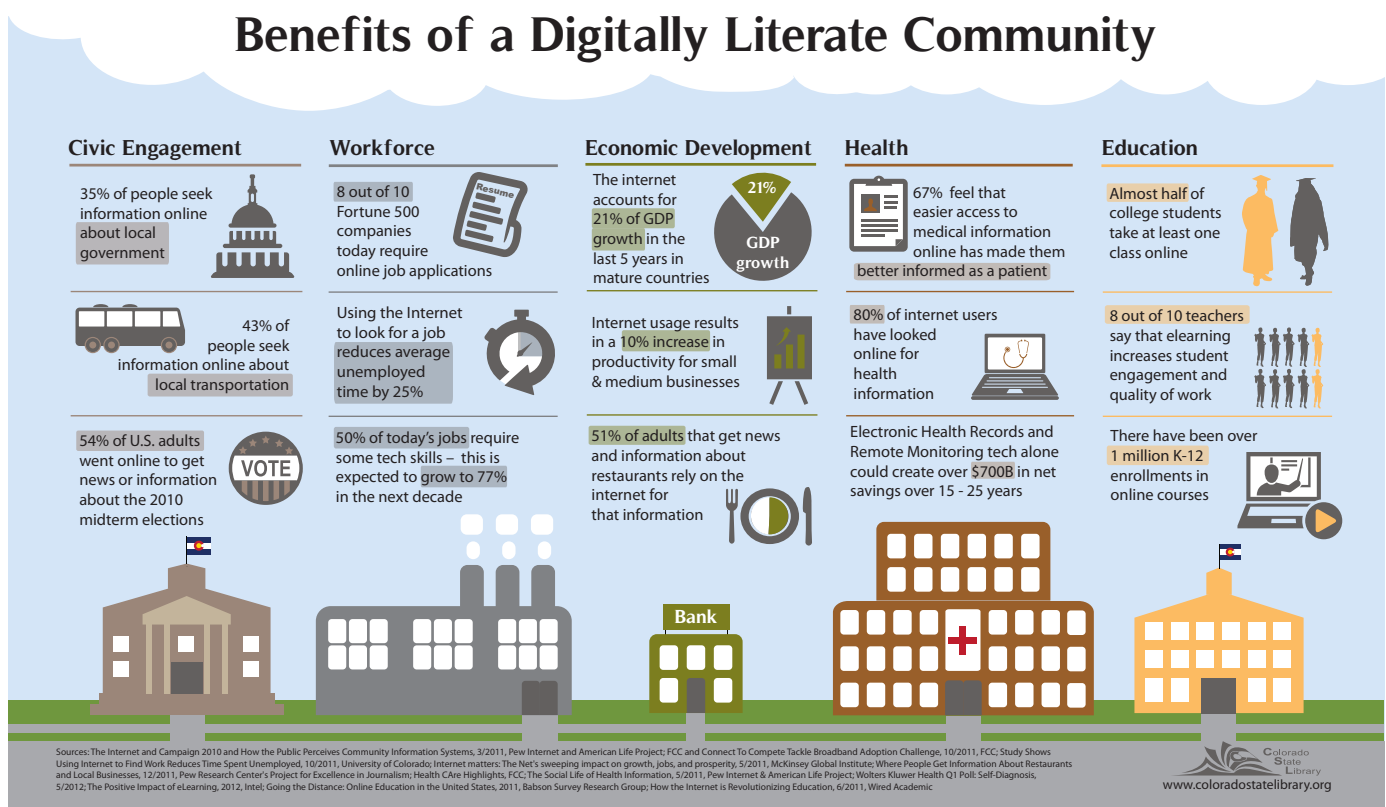 Benefits of a Digitally Literate Community
Civic Engagement
35% of people seek
information online
about local
government
43% of
people seek
information online about
local transportation
54% of U.S. adults
went online to get
news or information
about the 2010
midterm elections
VOTE
Workforce
8 out of 10
Fortune 500
companies
today require
online job applications
Resume
Using the Internet
to look for a job
reduces average
unemployed
time by 25%
50% of today's jobs require
some tech skills – this is
expected to grow to 77%
in the next decade
Economic Development
The internet
accounts for
21% of GDP
growth in the
last 5 years in
mature countries
21%
GDP
growth
Internet usage results
in a 10% increase in
productivity for small
& medium businesses
51% of adults that get news
and information about
restaurants rely on the
internet for
that information
Health
67% feel that
easier access to
medical information
online has made them
better informed as a patient
80% of internet users
have looked
online for
health
information
Electronic Health Records and
Remote Monitoring tech alone
could create over $700B in net
savings over 15 - 25 years
Education
Almost half of
college students
take at least one
class online
8 out of 10 teachers
say that elearning
increases student
engagement and
quality of work
There have been over
1 million K-12
enrollments in
online courses
Bank
Sources: The Internet and Campaign 2010 and How the Public Perceives Community Information Systems, 3/2011, Pew Internet and American Life Project; FCC and Connect To Compete Tackle Broadband Adoption Challenge, 10/2011, FCC; Study Shows
Using Internet to Find Work Reduces Time Spent Unemployed, 10/2011, University of Colorado; Internet matters: The Net's sweeping impact on growth, jobs, and prosperity, 5/2011, McKinsey Global Institute; Where People Get Information About Restaurants
and Local Businesses, 12/2011, Pew Research Center's Project for Excellence in Journalism; Health CAre Highlights, FCC; The Social Life of Health Information, 5/2011, Pew Internet & American Life Project; Wolters Kluwer Health Q1 Poll: Self-Diagnosis,
5/2012; The Positive Impact of eLearning, 2012, Intel; Going the Distance: Online Education in the United States, 2011, Babson Survey Research Group; How the Internet is Revolutionizing Education, 6/2011, Wired Academic
Colorado
State
Library
www.coloradostatelibrary.org